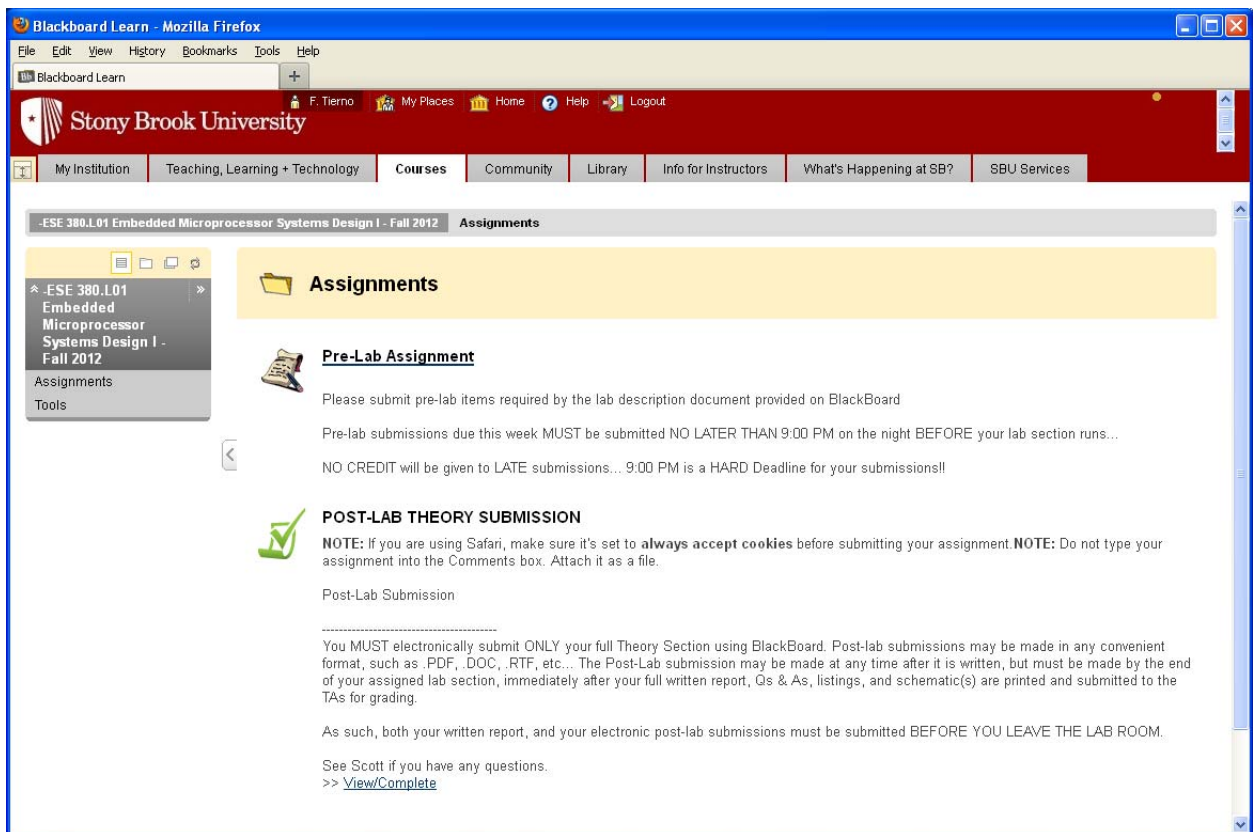 Blackboard Learn - Mozilla Firefox
File Edit View History Bookmarks Tools Help
Blackboard Learn +
F. Tierno My Places Home Help Logout
Stony Brook University
My Institution Teaching, Learning + Technology Courses Community Library Info for Instructors What's Happening at SB? SBU Services
-ESE 380.L01 Embedded Microprocessor Systems Design I - Fall 2012 Assignments
-ESE 380.L01
Embedded
Microprocessor
Systems Design I -
Fall 2012
Assignments
Tools
Assignments
Pre-Lab Assignment
Please submit pre-lab items required by the lab description document provided on BlackBoard
Pre-lab submissions due this week MUST be submitted NO LATER THAN 9:00 PM on the night BEFORE your lab section runs...
NO CREDIT will be given to LATE submissions... 9:00 PM is a HARD Deadline for your submissions!!
POST-LAB THEORY SUBMISSION
NOTE: If you are using Safari, make sure it's set to always accept cookies before submitting your assignment.NOTE: Do not type your
assignment into the Comments box. Attach it as a file.
Post-Lab Submission
-----------------------------------------
You MUST electronically submit ONLY your full Theory Section using BlackBoard. Post-lab submissions may be made in any convenient
format, such as .PDF, .DOC, .RTF, etc... The Post-Lab submission may be made at any time after it is written, but must be made by the end
of your assigned lab section, immediately after your full written report, Qs & As, listings, and schematic(s) are printed and submitted to the
TAs for grading.
As such, both your written report, and your electronic post-lab submissions must be submitted BEFORE YOU LEAVE THE LAB ROOM.
See Scott if you have any questions.
>> View/Complete